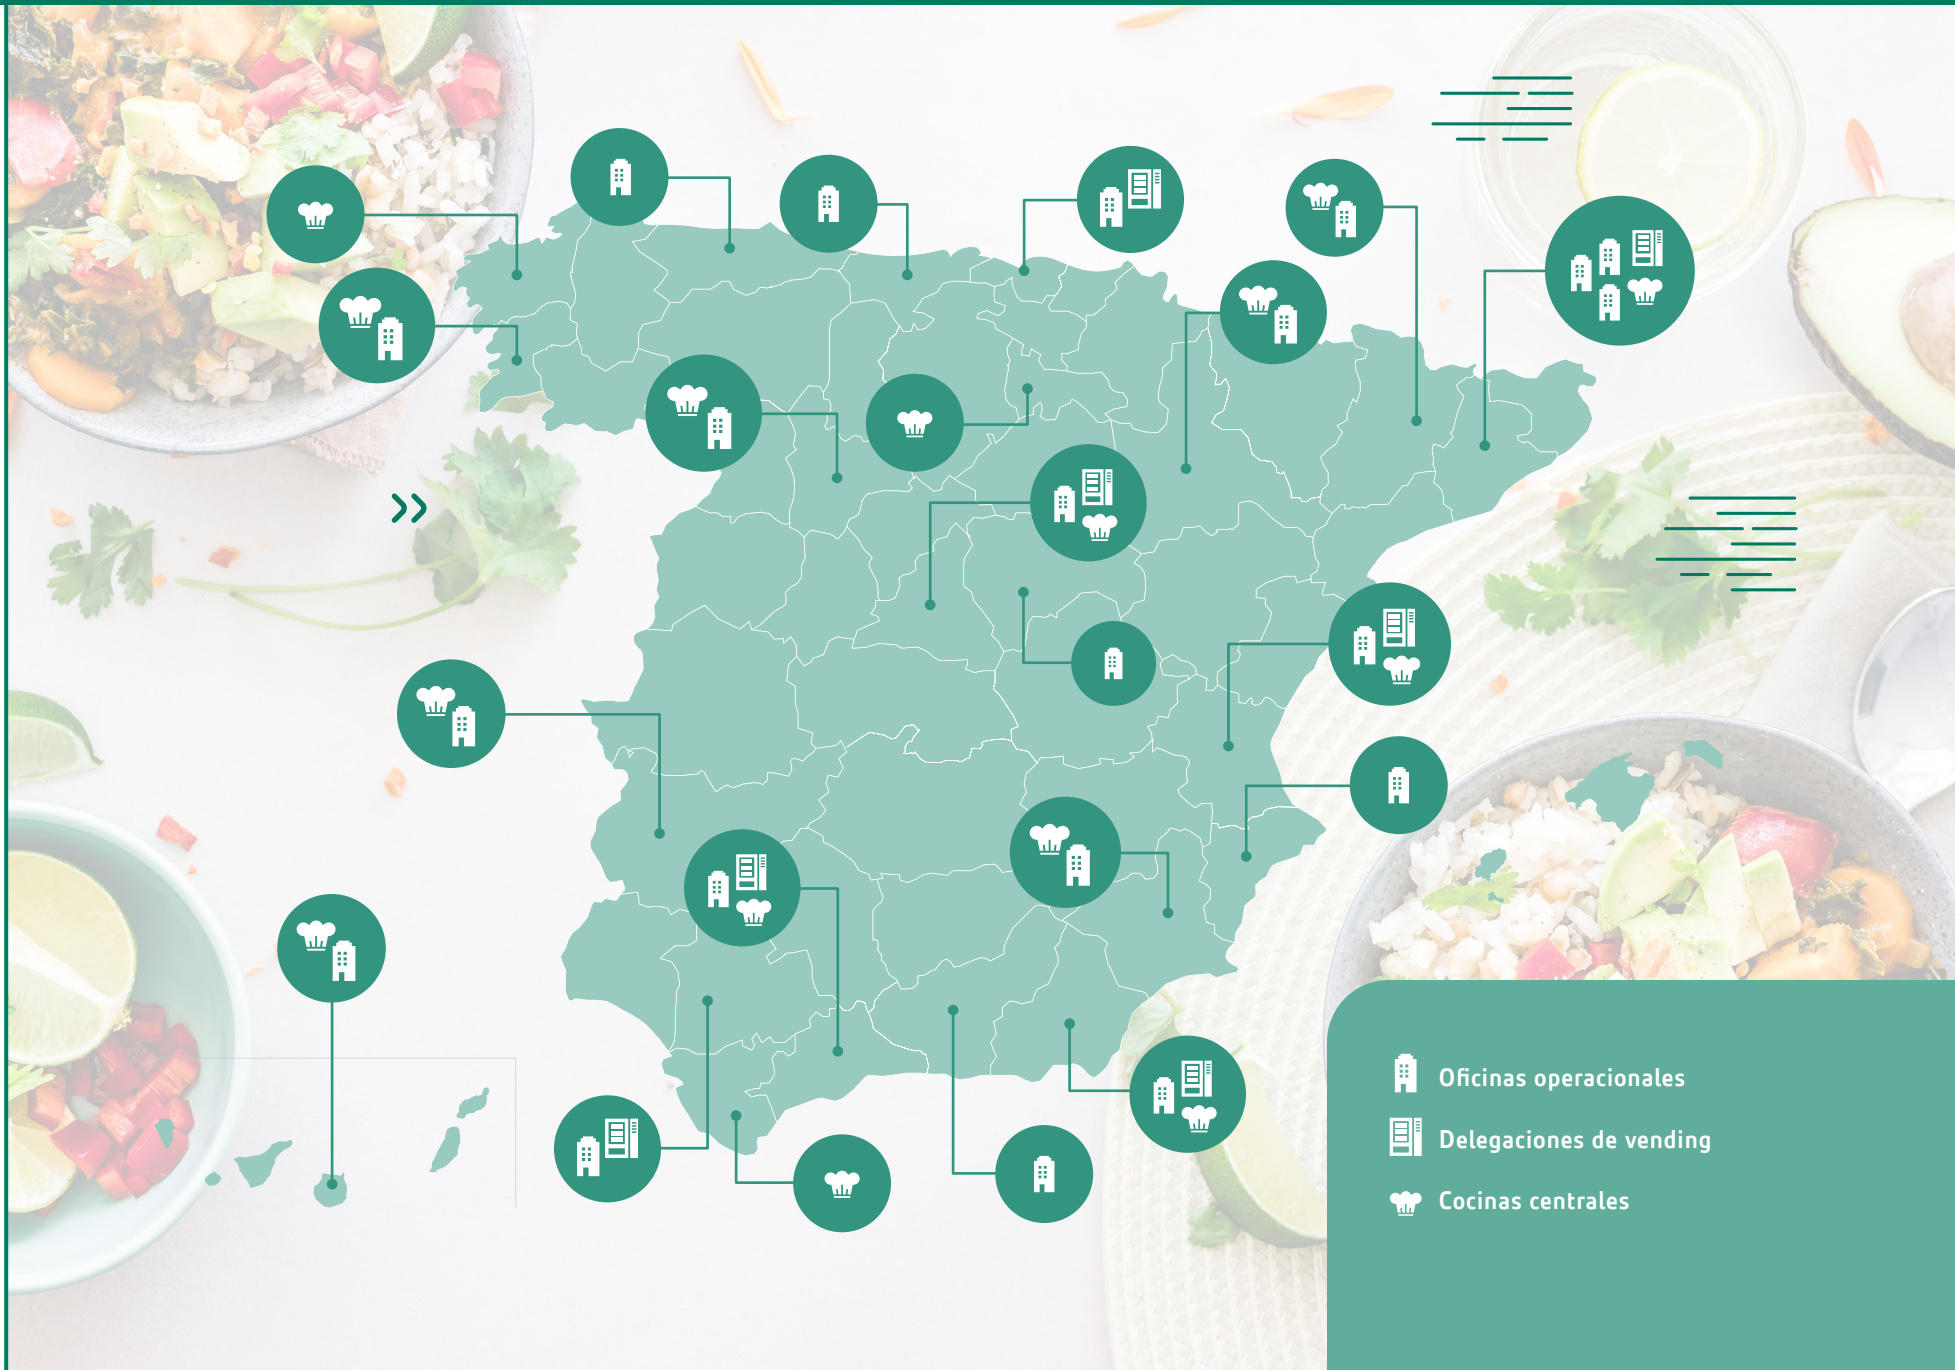 Oficinas operacionales
Delegaciones de vending
Cocinas centrales